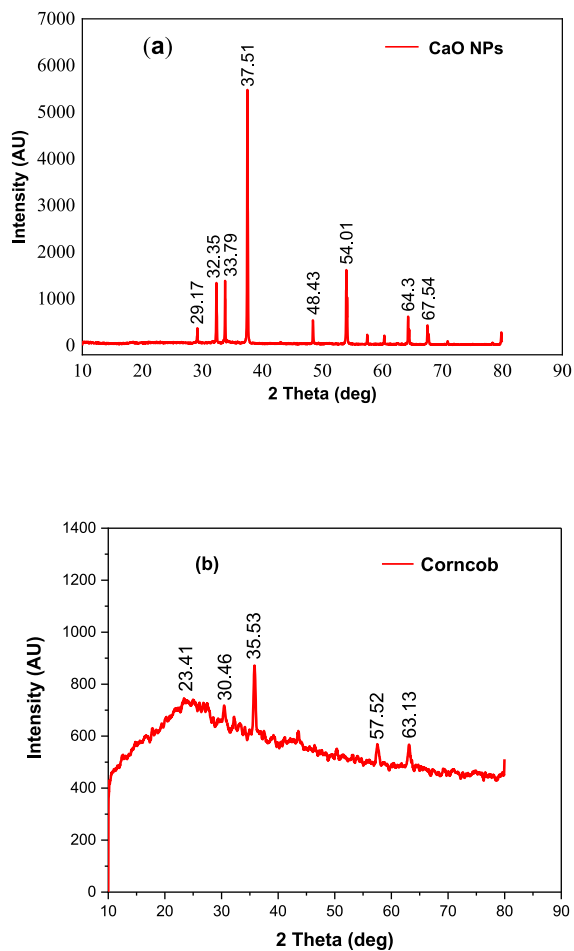 (a)
CaO NPs
7000
6000
5000
4000
3000
2000
1000
0
Intensity (AU)
29.17
32.35
33.79
37.51
48.43
54.01
64.3
67.54
10 20 30 40 50 60 70 80 90
2 Theta (deg)
(b)
Corncob
1400
1200
1000
800
600
400
200
0
Intensity (AU)
23.41
30.46
35.53
57.52
63.13
10 20 30 40 50 60 70 80 90
2 Theta (deg)